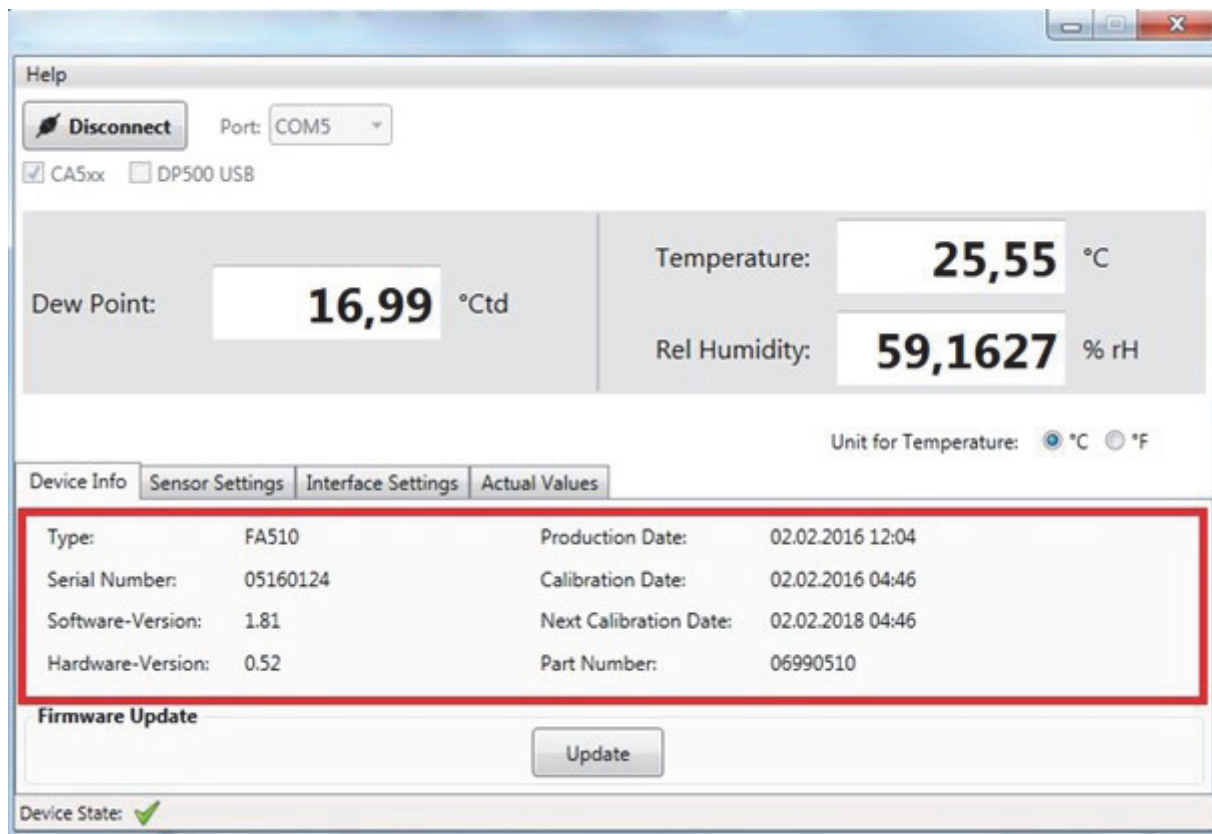 Help
Disconnect Port: COM5
CA5xx DP500 USB
Dew Point: 16,99 °Ctd
Temperature: 25,55 °C
Rel Humidity: 59,1627 % rH
Unit for Temperature: °C °F
Device Info Sensor Settings Interface Settings Actual Values
Type: FA510 Production Date: 02.02.2016 12:04
Serial Number: 05160124 Calibration Date: 02.02.2016 04:46
Software-Version: 1.81 Next Calibration Date: 02.02.2018 04:46
Hardware-Version: 0.52 Part Number: 06990510
Firmware Update
Update
Device State: